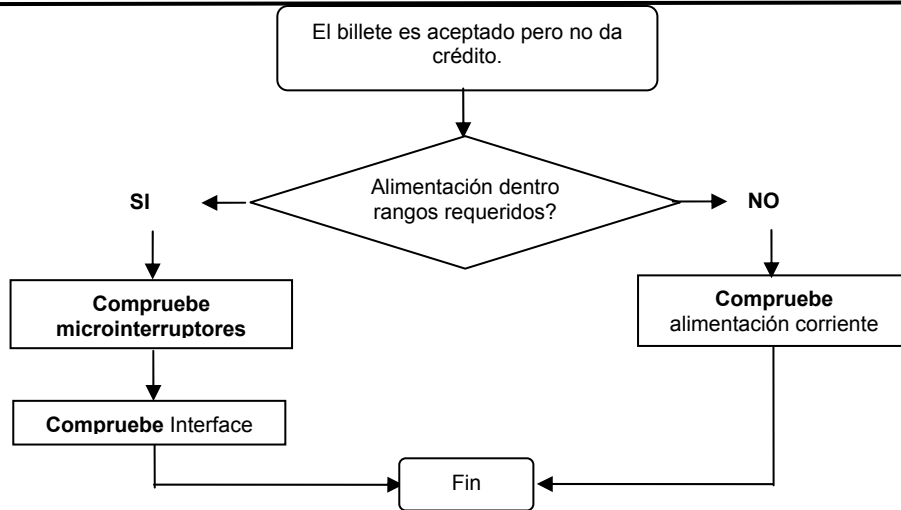 El billete es aceptado pero no da
crédito.
Alimentación dentro
rangos requeridos?
SI
NO
Compruebe
microinterruptores
Compruebe
alimentación corriente
Compruebe Interface
Fin